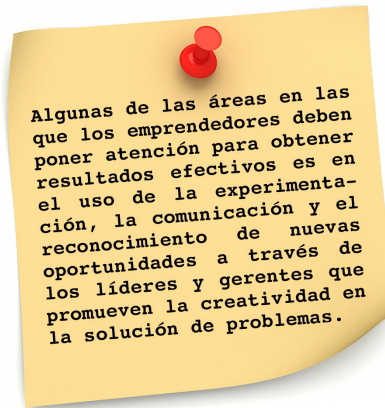 Algunas de las áreas en las
que los emprendedores deben
poner atención para obtener
resultados efectivos es en
el uso de la experimenta-
ción, la comunicación y el
reconocimiento de nuevas
oportunidades a través de
los líderes y gerentes que
promueven la creatividad en
la solución de problemas.